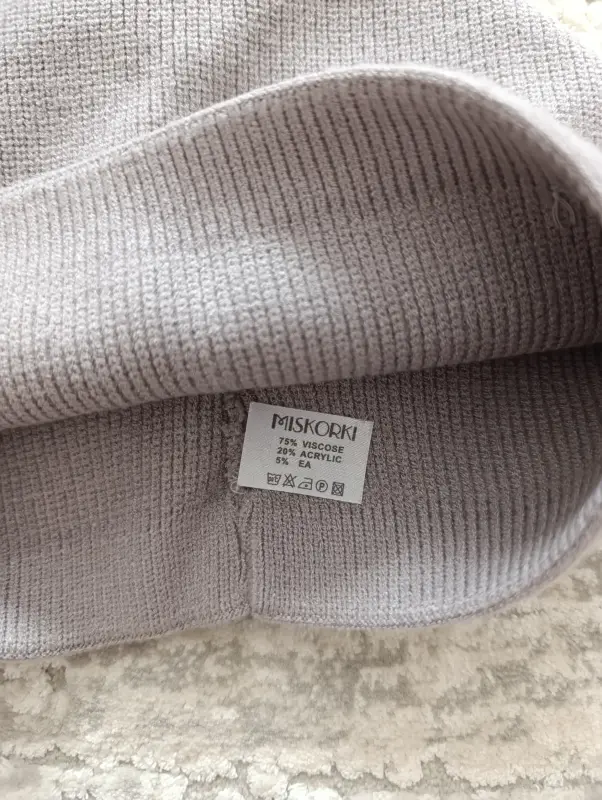 MISKORKI
75% VISCOSE
20% ACRYLIC
5% EA
P